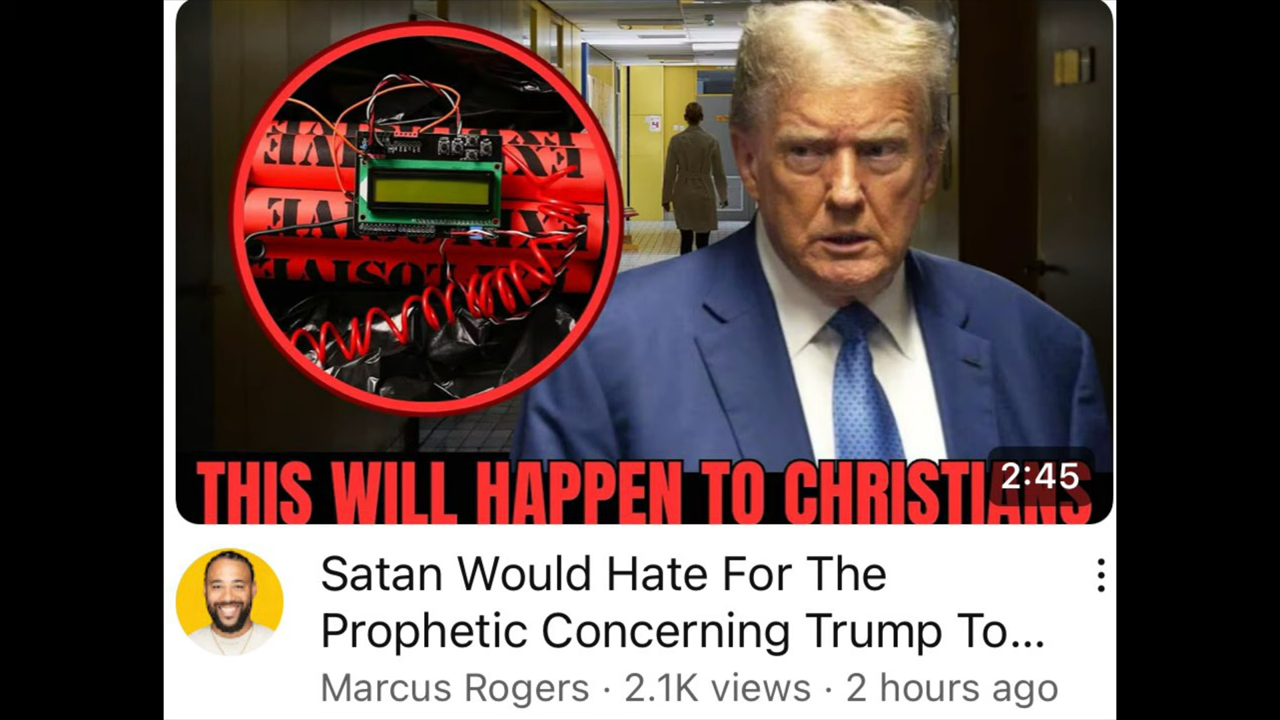 THIS WILL HAPPEN TO CHRISTIANS
2:45
Satan Would Hate For The
Prophetic Concerning Trump To...
Marcus Rogers · 2.1K views · 2 hours ago